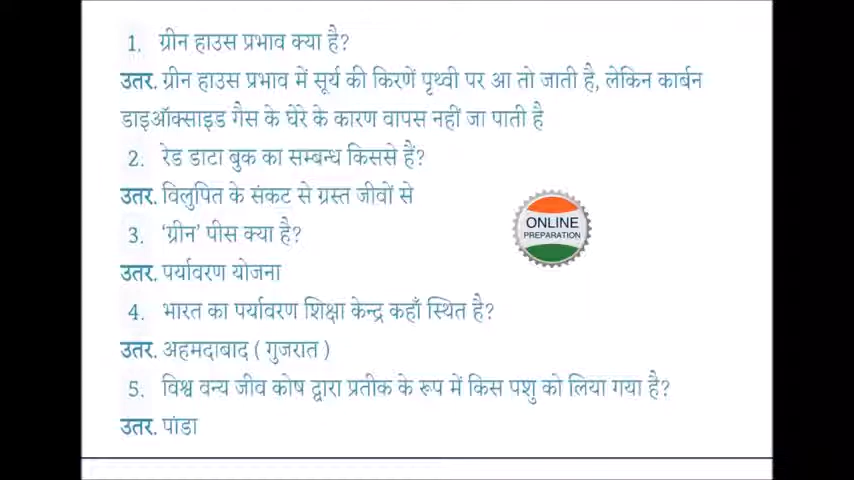 1. ग्रीन हाउस प्रभाव क्या है?
उतर. ग्रीन हाउस प्रभाव में सूर्य की किरणें पृथ्वी पर आ तो जाती है, लेकिन कार्बन
डाइऑक्साइड गैस के घेरे के कारण वापस नहीं जा पाती है
2. रेड डाटा बुक का सम्बन्ध किससे हैं?
उतर. विलुपित के संकट से ग्रस्त जीवों से
3. ‘ग्रीन’ पीस क्या है?
उतर. पर्यावरण योजना
4. भारत का पर्यावरण शिक्षा केन्द्र कहाँ स्थित है?
उतर. अहमदाबाद ( गुजरात )
5. विश्व वन्य जीव कोष द्वारा प्रतीक के रूप में किस पशु को लिया गया है?
उतर. पांडा
ONLINE
PREPARATION